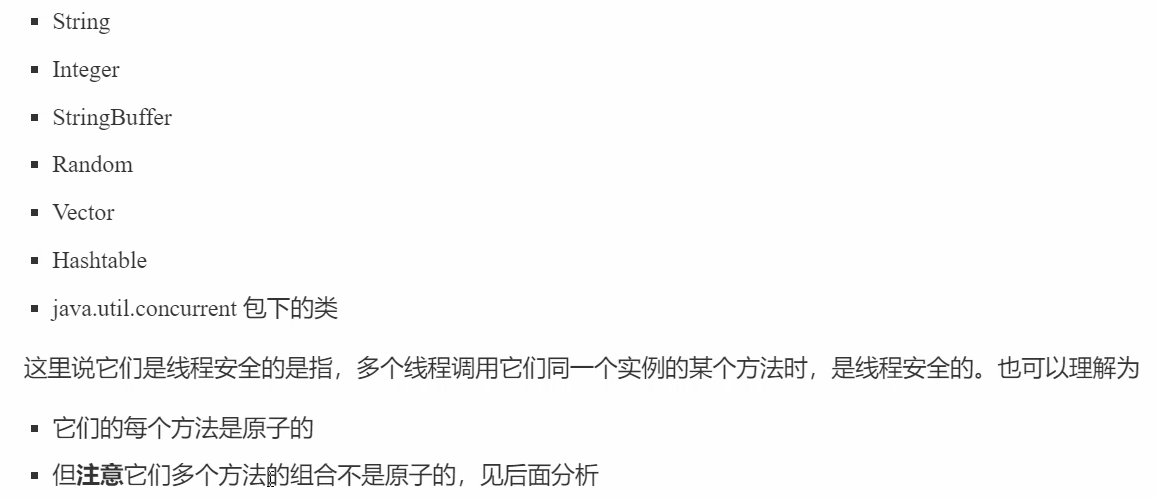 String
Integer
StringBuffer
Random
Vector
Hashtable
java.util.concurrent 包下的类
这里说它们是线程安全的是指，多个线程调用它们同一个实例的某个方法时，是线程安全的。也可以理解为
它们的每个方法是原子的
但注意它们多个方法的组合不是原子的，见后面分析